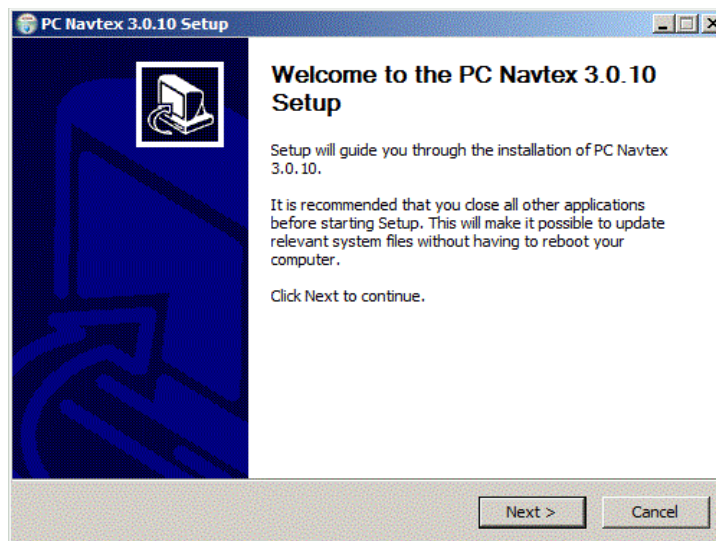 PC Navtex 3.0.10 Setup
Welcome to the PC Navtex 3.0.10
Setup
Setup will guide you through the installation of PC Navtex
3.0.10.
It is recommended that you close all other applications
before starting Setup. This will make it possible to update
relevant system files without having to reboot your
computer.
Click Next to continue.
Next >
Cancel